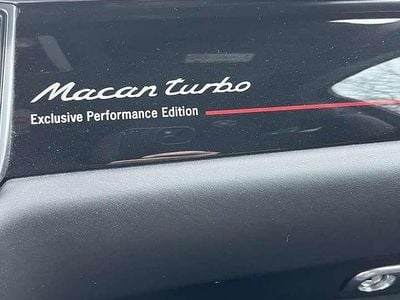 Macan turbo
Exclusive Performance Edition